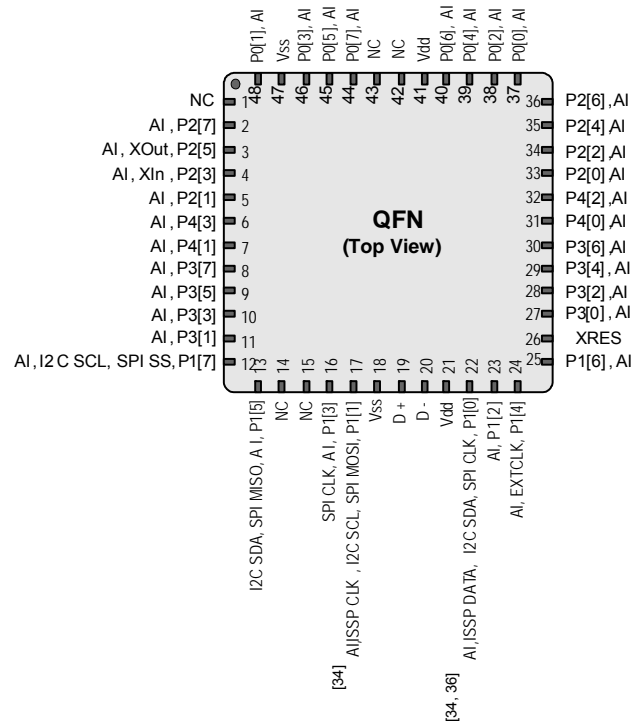 P0[1], AI
Vss
P0[3], AI
P0[5], AI
P0[7], AI
NC
NC
Vdd
P0[6], AI
P0[4], AI
P0[2], AI
P0[0], AI
48
47
46
45
44
43
42
41
40
39
38
37
NC 1
AI, P2[7] 2
AI, XOut, P2[5] 3
AI, XIn, P2[3] 4
AI, P2[1] 5
AI, P4[3] 6
AI, P4[1] 7
AI, P3[7] 8
AI, P3[5] 9
AI, P3[3] 10
AI, P3[1] 11
AI, I2C SCL, SPI SS, P1[7] 12
QFN
(Top View)
36 P2[6], AI
35 P2[4] AI
34 P2[2], AI
33 P2[0] AI
32 P4[2], AI
31 P4[0], AI
30 P3[6], AI
29 P3[4], AI
28 P3[2], AI
27 P3[0], AI
26 XRES
25 P1[6], AI
13
14
15
16
17
18
19
20
21
22
23
24
I2C SDA, SPI MISO, AI, P1[5]
NC
NC
SPI CLK, AI, P1[3]
[34] AI,ISSP CLK, I2C SCL, SPI MOSI, P1[1]
Vss
D+
D-
Vdd
[34, 36] AI,ISSP DATA, I2C SDA, SPI CLK, P1[0]
AI, P1[2]
AI, EXTCLK, P1[4]